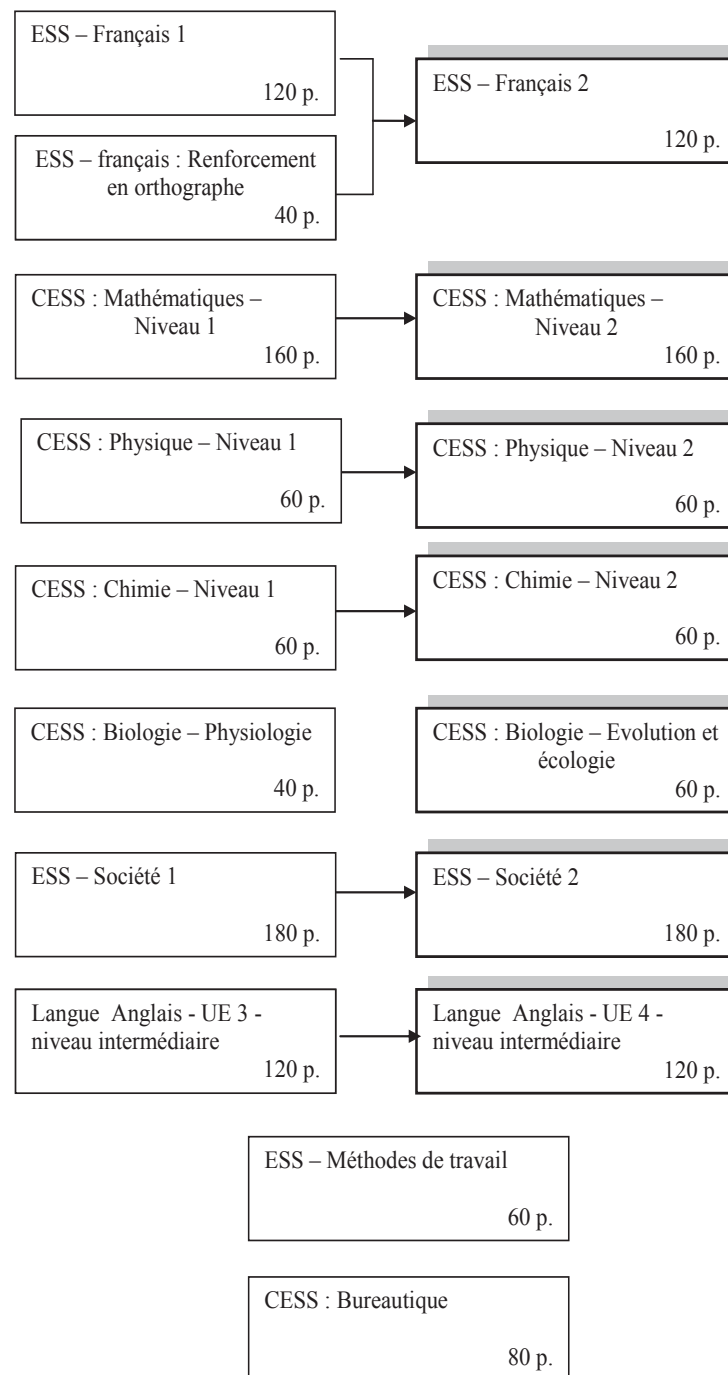 ESS – Français 1
120 p.
ESS – français : Renforcement
en orthographe
40 p.
ESS – Français 2
120 p.
CESS : Mathématiques –
Niveau 1
160 p.
CESS : Mathématiques –
Niveau 2
160 p.
CESS : Physique – Niveau 1
60 p.
CESS : Physique – Niveau 2
60 p.
CESS : Chimie – Niveau 1
60 p.
CESS : Chimie – Niveau 2
60 p.
CESS : Biologie – Physiologie
40 p.
CESS : Biologie – Evolution et
écologie
60 p.
ESS – Société 1
180 p.
ESS – Société 2
180 p.
Langue Anglais - UE 3 -
niveau intermédiaire
120 p.
Langue Anglais - UE 4 -
niveau intermédiaire
120 p.
ESS – Méthodes de travail
60 p.
CESS : Bureautique
80 p.